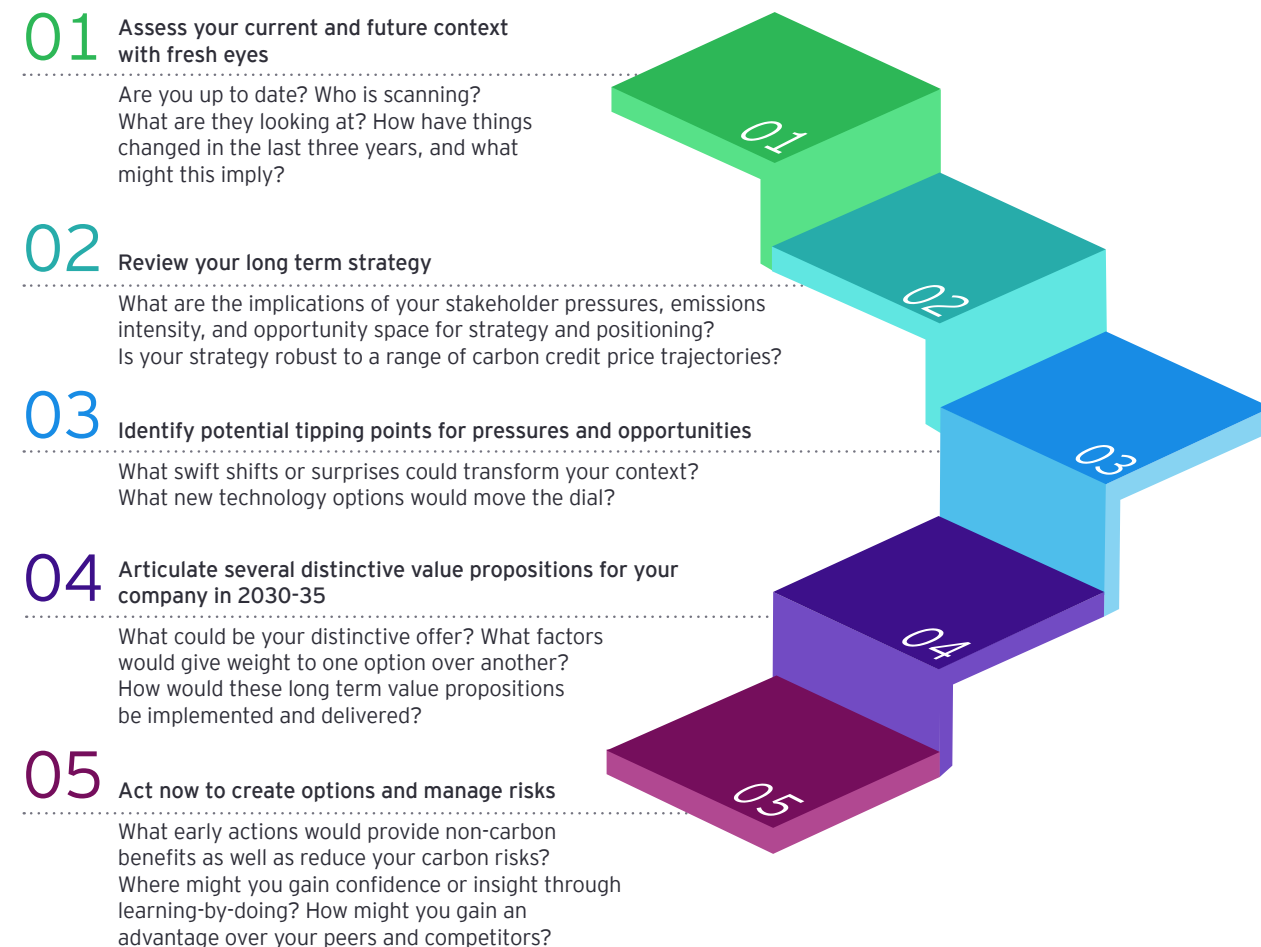 01
Assess your current and future context
with fresh eyes
Are you up to date? Who is scanning?
What are they looking at? How have things
changed in the last three years, and what
might this imply?
02
Review your long term strategy
What are the implications of your stakeholder pressures, emissions
intensity, and opportunity space for strategy and positioning?
Is your strategy robust to a range of carbon credit price trajectories?
03
Identify potential tipping points for pressures and opportunities
What swift shifts or surprises could transform your context?
What new technology options would move the dial?
04
Articulate several distinctive value propositions for your
company in 2030-35
What could be your distinctive offer? What factors
would give weight to one option over another?
How would these long term value propositions
be implemented and delivered?
05
Act now to create options and manage risks
What early actions would provide non-carbon
benefits as well as reduce your carbon risks?
Where might you gain confidence or insight through
learning-by-doing? How might you gain an
advantage over your peers and competitors?
01
02
03
04
05